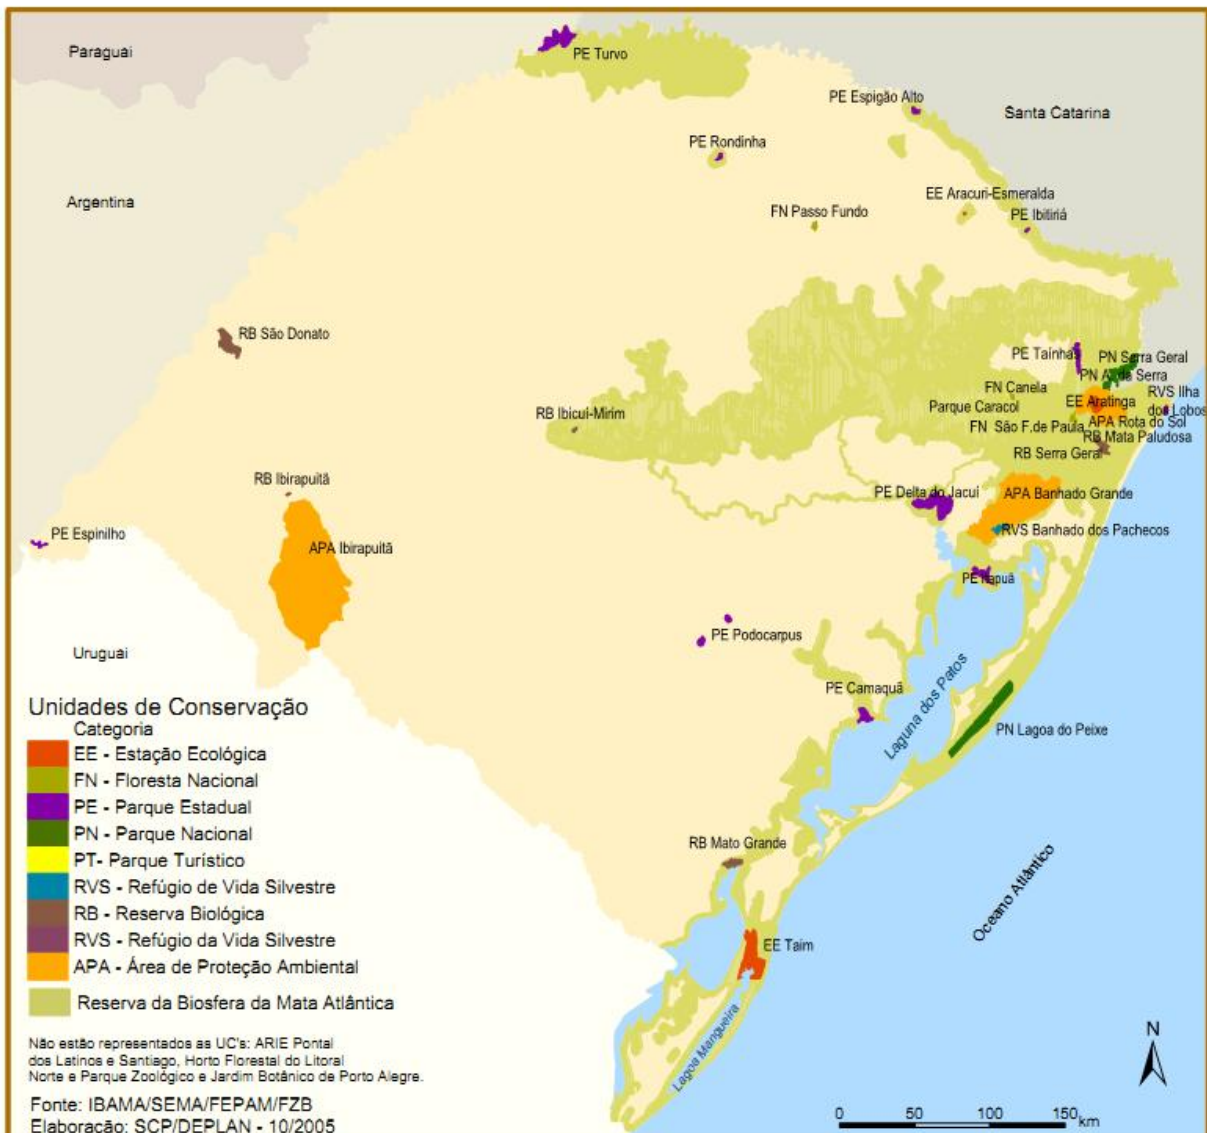 Paraguai
PE Turvo
PE Espigão Alto
Santa Catarina
PE Rondinha
Argentina
EE Aracuri-Esmeralda
FN Passo Fundo
PE Ibitiriá
RB São Donato
PE Taínhas
PN Serra Geral
PN A. da Serra
FN Canela
RVS Ilha
dos Lobos
EE Aratinga
Parque Caracol
RB Ibicuí-Mirim
APA Rota do Sol
FN São F.de Paula
RB Mata Paludosa
RB Serra Geral
RB Ibirapuitã
PE Delta do Jacuí
APA Banhado Grande
PE Espinilho
RVS Banhado dos Pachecos
APA Ibirapuitã
PE Itapuã
PE Podocarpus
Uruguai
PE Camaquã
Laguna dos Patos
PN Lagoa do Peixe
Unidades de Conservação
Categoria
EE - Estação Ecológica
FN - Floresta Nacional
PE - Parque Estadual
PN - Parque Nacional
PT- Parque Turístico
RVS - Refúgio de Vida Silvestre
RB - Reserva Biológica
RVS - Refúgio da Vida Silvestre
APA - Área de Proteção Ambiental
Reserva da Biosfera da Mata Atlântica
RB Mato Grande
Oceano Atlântico
EE Taim
Lagoa Mangueira
Não estão representados as UC's: ARIE Pontal
dos Latinos e Santiago, Horto Florestal do Litoral
Norte e Parque Zoológico e Jardim Botânico de Porto Alegre.
Fonte: IBAMA/SEMA/FEPAM/FZB
Elaboração: SCP/DEPLAN - 10/2005
N
0 50 100 150 km